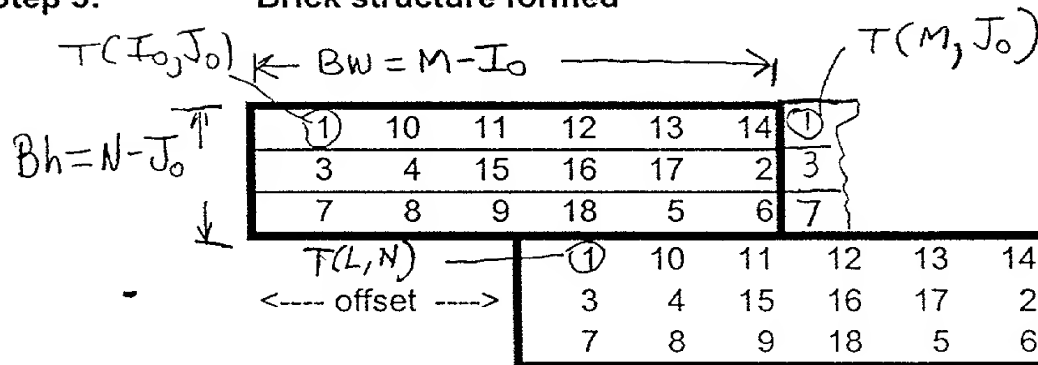 Step 3: Brick structure formed
T(I₀,J₀) Bw = M-I₀ T(M,J₀)
1 10 11 12 13 14 1
Bh=N-J₀
3 4 15 16 17 2 3
7 8 9 18 5 6 7
T(L,N) 1 10 11 12 13 14
<---- offset ----> 3 4 15 16 17 2
7 8 9 18 5 6